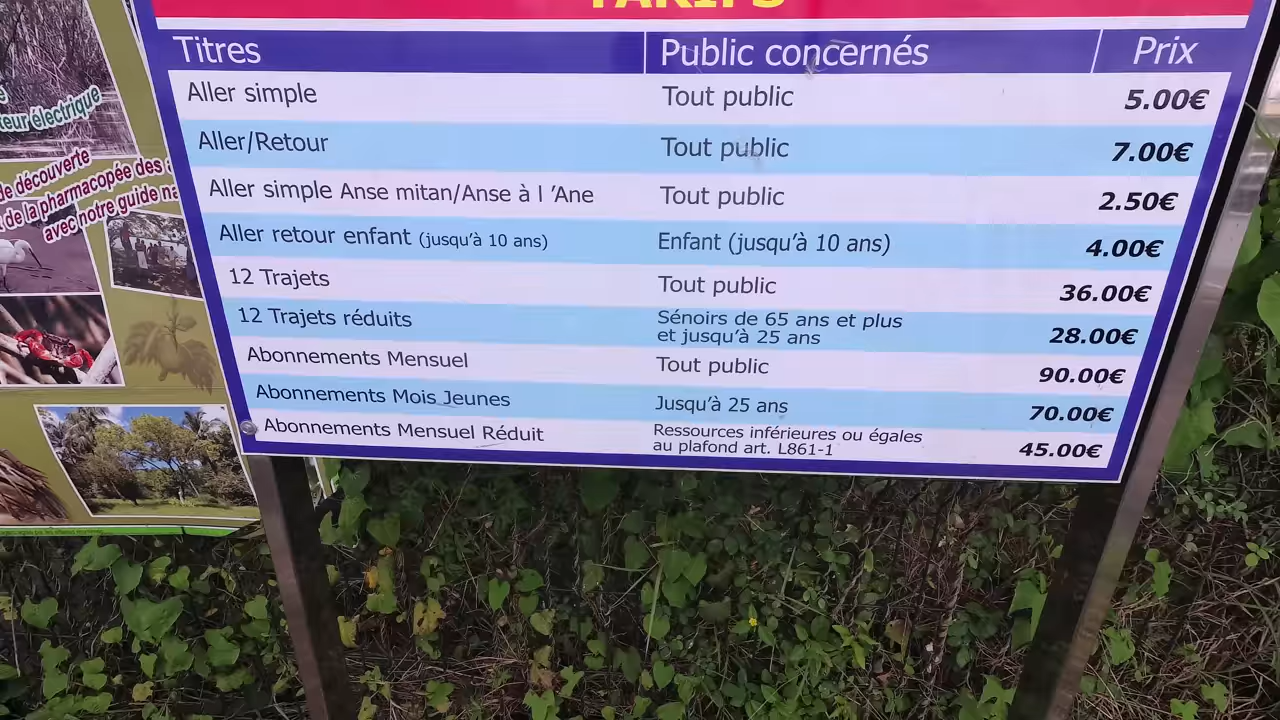 TARIFS
Titres Public concernés Prix
Aller simple Tout public 5.00€
Aller/Retour Tout public 7.00€
Aller simple Anse mitan/Anse à l 'Ane Tout public 2.50€
Aller retour enfant (jusqu'à 10 ans) Enfant (jusqu'à 10 ans) 4.00€
12 Trajets Tout public 36.00€
12 Trajets réduits Sénoirs de 65 ans et plus
et jusqu'à 25 ans 28.00€
Abonnements Mensuel Tout public 90.00€
Abonnements Mois Jeunes Jusqu'à 25 ans 70.00€
Abonnements Mensuel Réduit Ressources inférieures ou égales
au plafond art. L861-1 45.00€
électrique
de découverte
de la pharmacopée des
avec notre guide